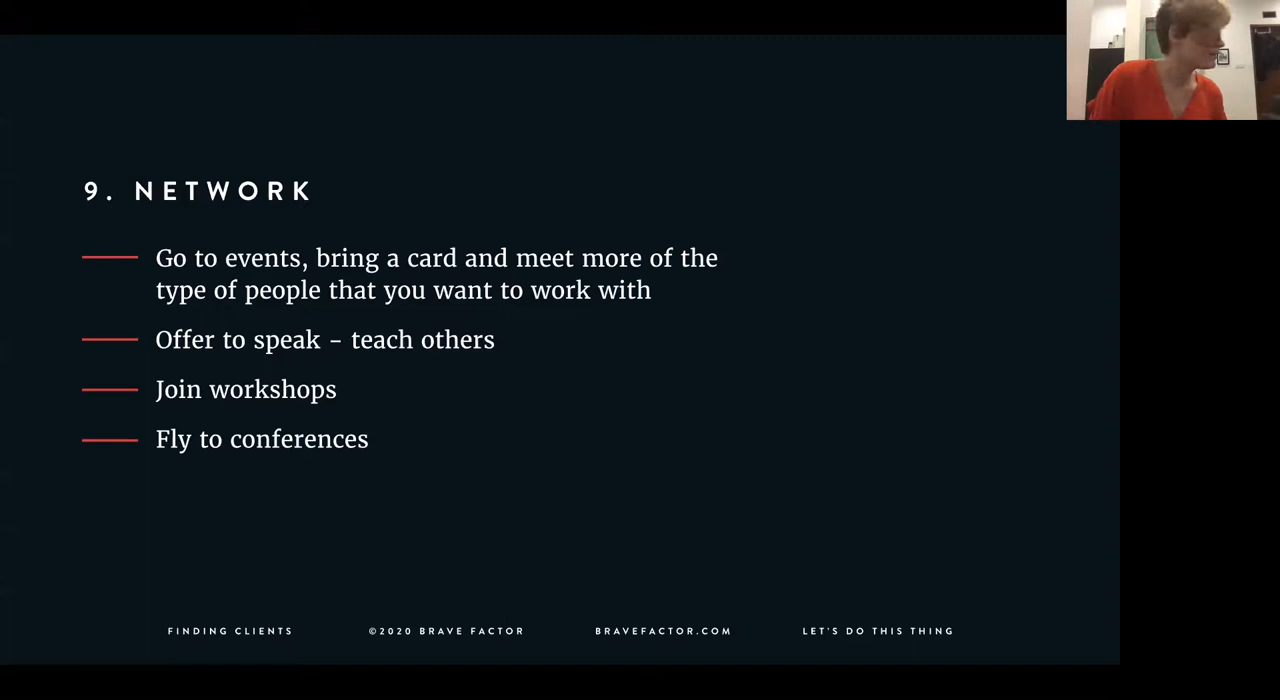 9. NETWORK
Go to events, bring a card and meet more of the
type of people that you want to work with
Offer to speak - teach others
Join workshops
Fly to conferences
FINDING CLIENTS
©2020 BRAVE FACTOR
BRAVEFACTOR.COM
LET'S DO THIS THING